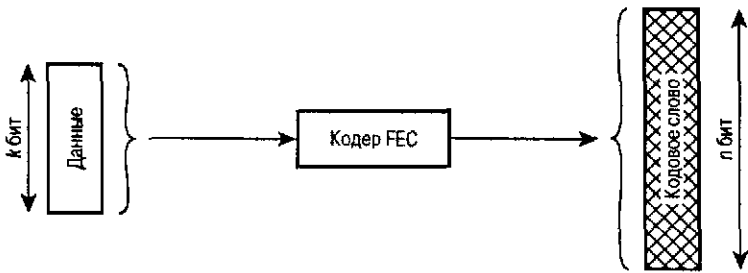 k бит
Данные
Кодер FEC
Кодовое слово
n бит